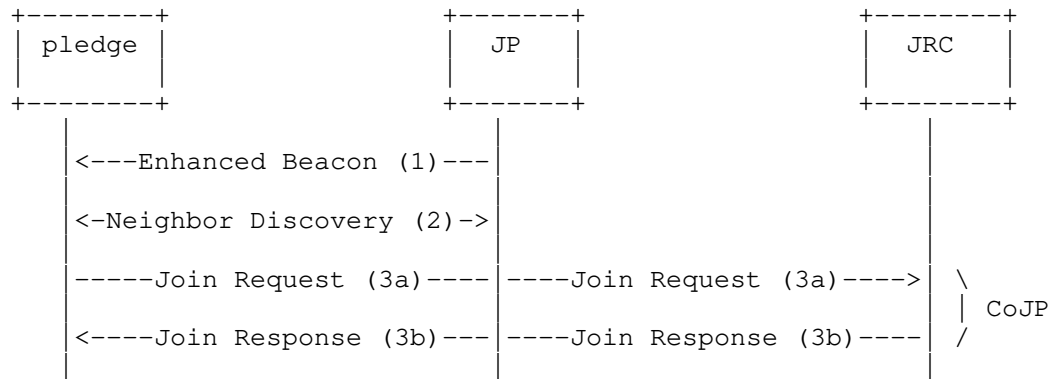 +--------+ +-------+ +--------+
| pledge | | JP | | JRC |
| | | | | |
+--------+ +-------+ +--------+
| | |
|<---Enhanced Beacon (1)---| |
| | |
|<-Neighbor Discovery (2)->| |
| | |
|-----Join Request (3a)----|----Join Request (3a)---->| \
| | | | CoJP
|<----Join Response (3b)---|----Join Response (3b)----| /
| | |